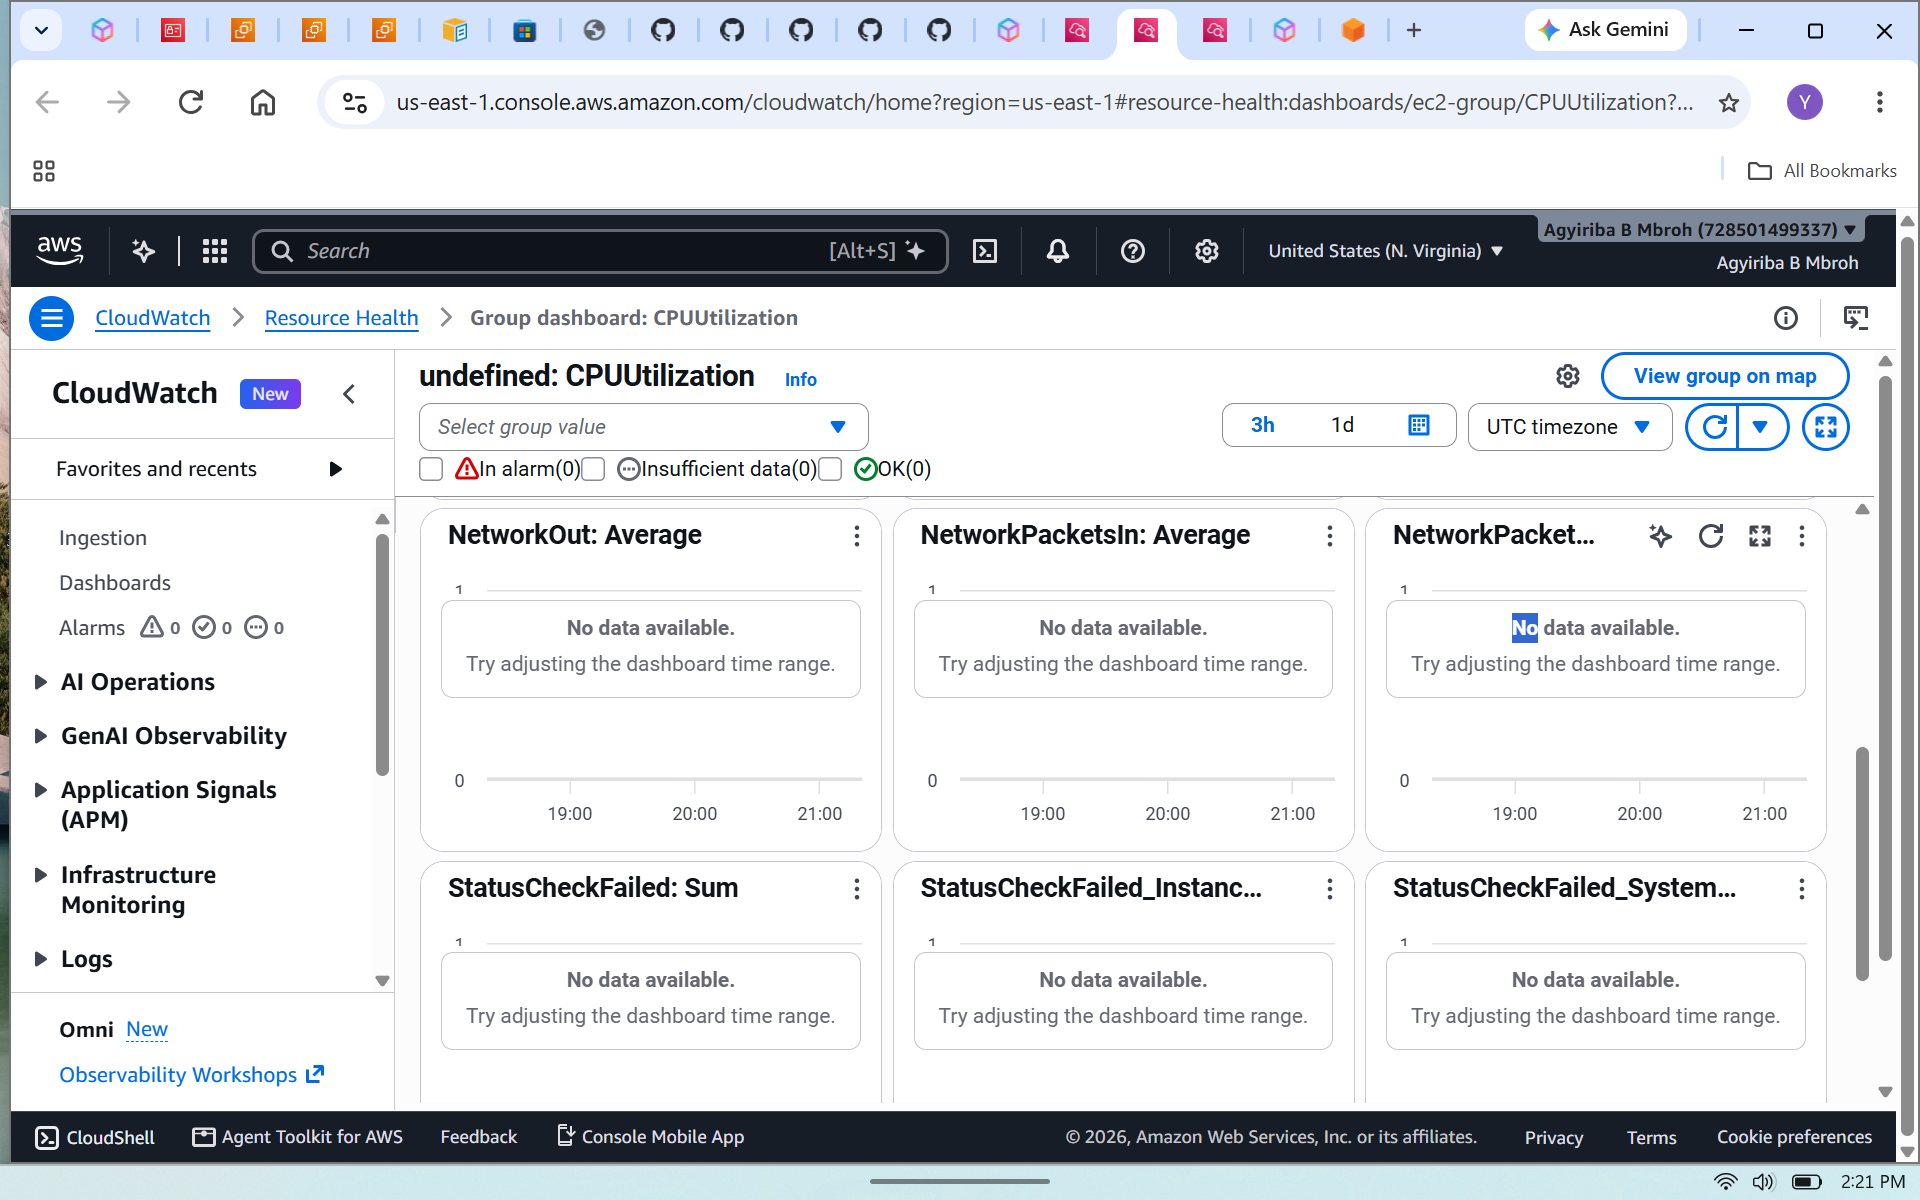 Ask Gemini
us-east-1.console.aws.amazon.com/cloudwatch/home?region=us-east-1#resource-health:dashboards/ec2-group/CPUUtilization?...
Y
All Bookmarks
aws
Search
[Alt+S]
United States (N. Virginia)
Agyiriba B Mbroh (728501499337)
Agyiriba B Mbroh
CloudWatch
Resource Health
Group dashboard: CPUUtilization
CloudWatch
New
Favorites and recents
Ingestion
Dashboards
Alarms 0 0 0
AI Operations
GenAI Observability
Application Signals
(APM)
Infrastructure
Monitoring
Logs
Omni New
Observability Workshops
undefined: CPUUtilization
Info
View group on map
Select group value
3h
1d
UTC timezone
In alarm(0)
Insufficient data(0)
OK(0)
NetworkOut: Average
1
No data available.
Try adjusting the dashboard time range.
0
19:00 20:00 21:00
NetworkPacketsIn: Average
1
No data available.
Try adjusting the dashboard time range.
0
19:00 20:00 21:00
NetworkPacket...
1
No data available.
Try adjusting the dashboard time range.
0
19:00 20:00 21:00
StatusCheckFailed: Sum
1
No data available.
Try adjusting the dashboard time range.
StatusCheckFailed_Instanc...
1
No data available.
Try adjusting the dashboard time range.
StatusCheckFailed_System...
1
No data available.
Try adjusting the dashboard time range.
CloudShell
Agent Toolkit for AWS
Feedback
Console Mobile App
© 2026, Amazon Web Services, Inc. or its affiliates.
Privacy
Terms
Cookie preferences
2:21 PM